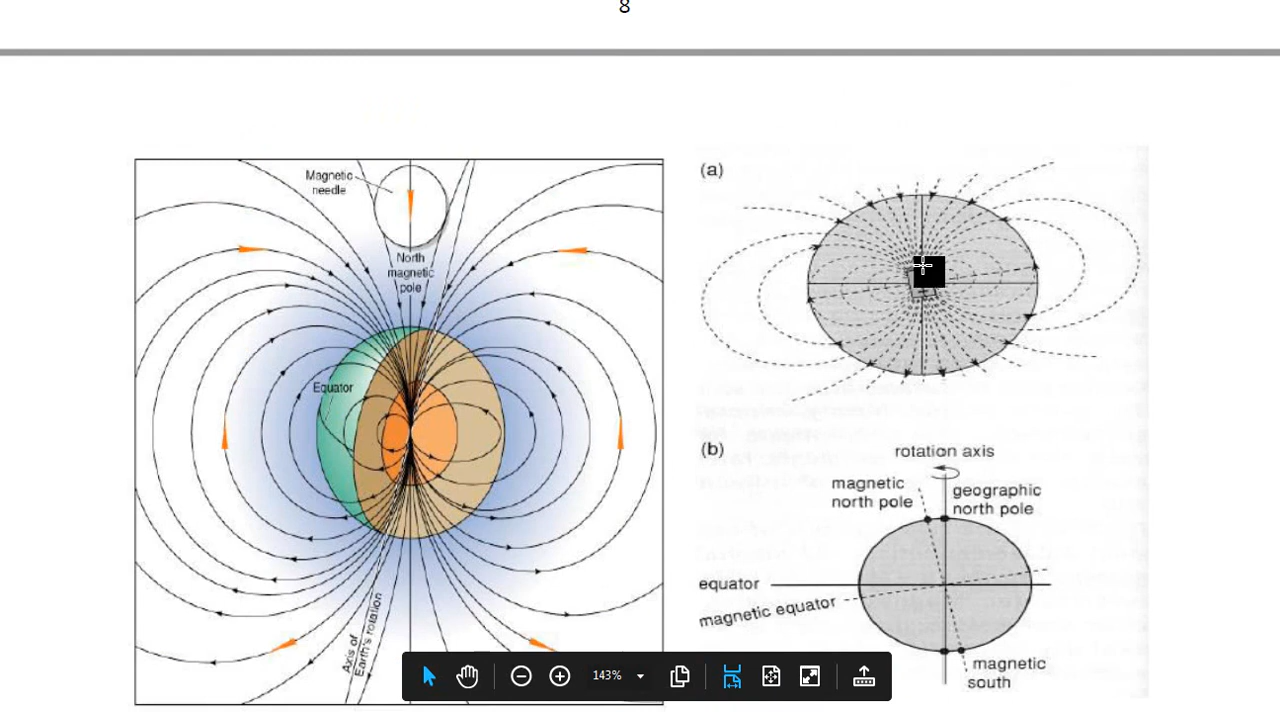 8
Magnetic
needle
North
magnetic
pole
Equator
Axis of
Earth's rotation
(a)
(b)
rotation axis
magnetic
north pole
geographic
north pole
equator
magnetic equator
magnetic
south
143%